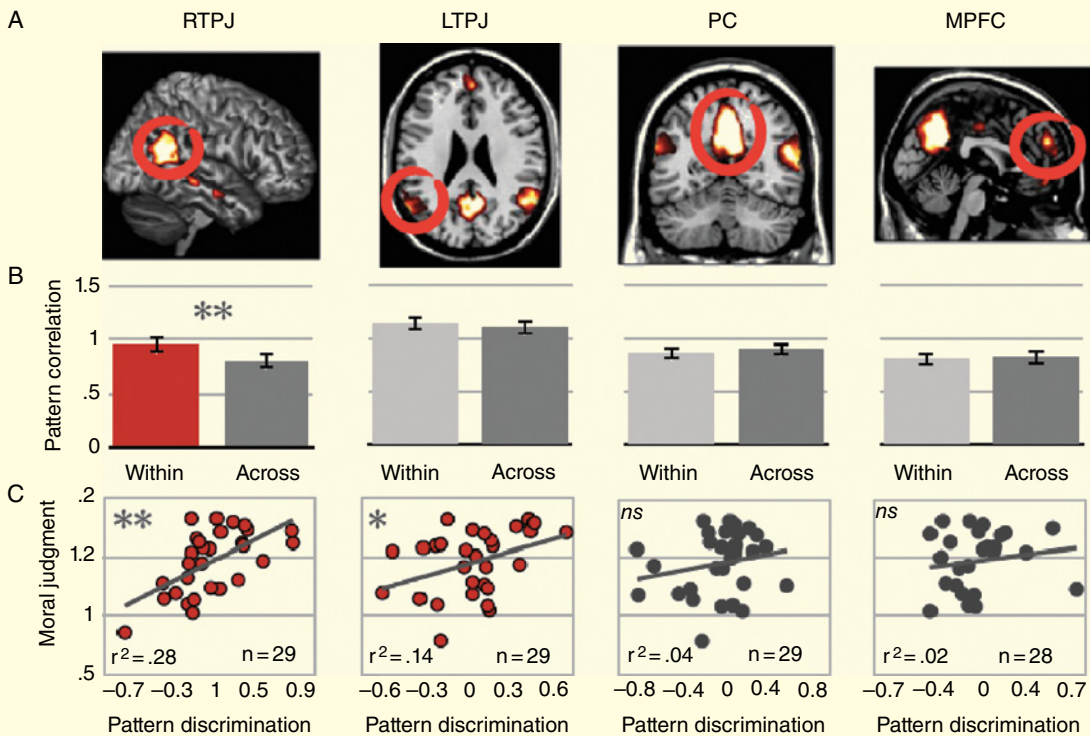 A RTPJ LTPJ PC MPFC
B
Pattern correlation
1.5
1
.5
0
**
Within Across Within Across Within Across Within Across
C
Moral judgment
.2
1.2
1
.5
** * ns ns
r² = .28 n = 29 r² = .14 n = 29 r² = .04 n = 29 r² = .02 n = 28
−0.7 −0.3 1 0.5 0.9 −0.6 −0.3 0 0.3 0.6 −0.8 −0.4 0 0.4 0.8 −0.7 −0.4 0 0.4 0.7
Pattern discrimination Pattern discrimination Pattern discrimination Pattern discrimination